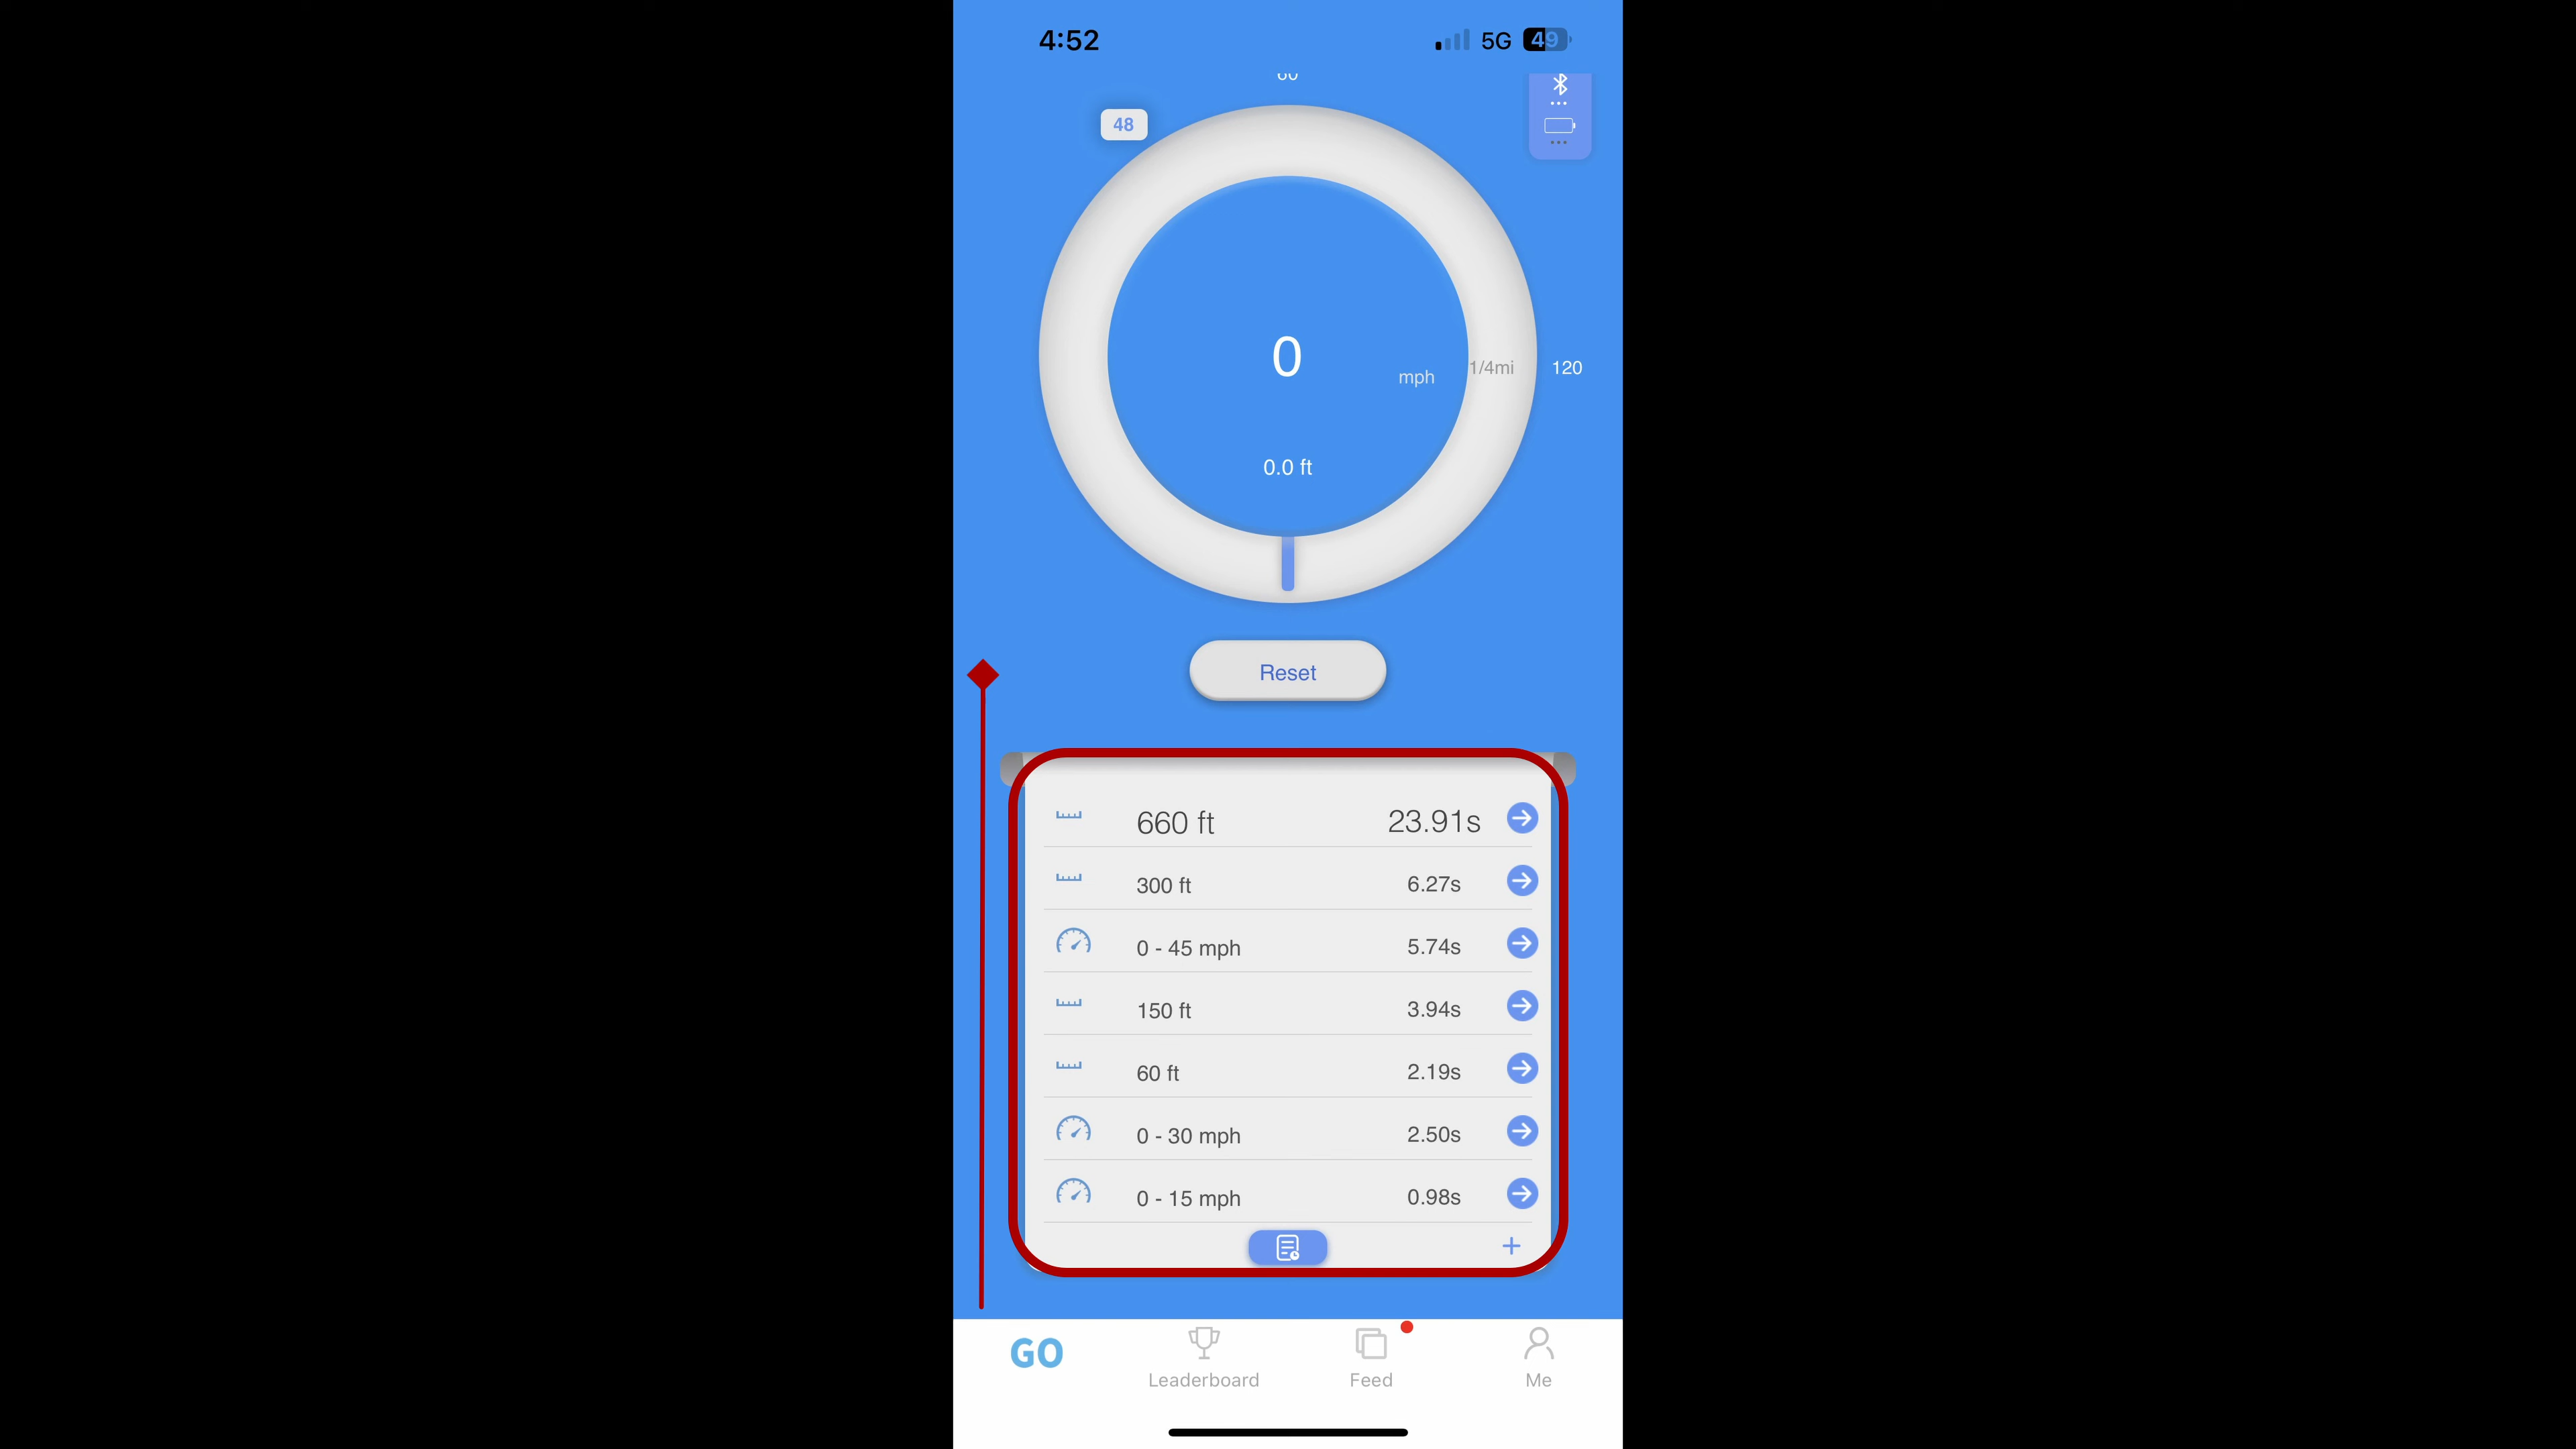 4:52
5G
49
48
0
mph
1/4mi
120
0.0 ft
Reset
660 ft 23.91s
300 ft 6.27s
0 - 45 mph 5.74s
150 ft 3.94s
60 ft 2.19s
0 - 30 mph 2.50s
0 - 15 mph 0.98s
GO
Leaderboard
Feed
Me